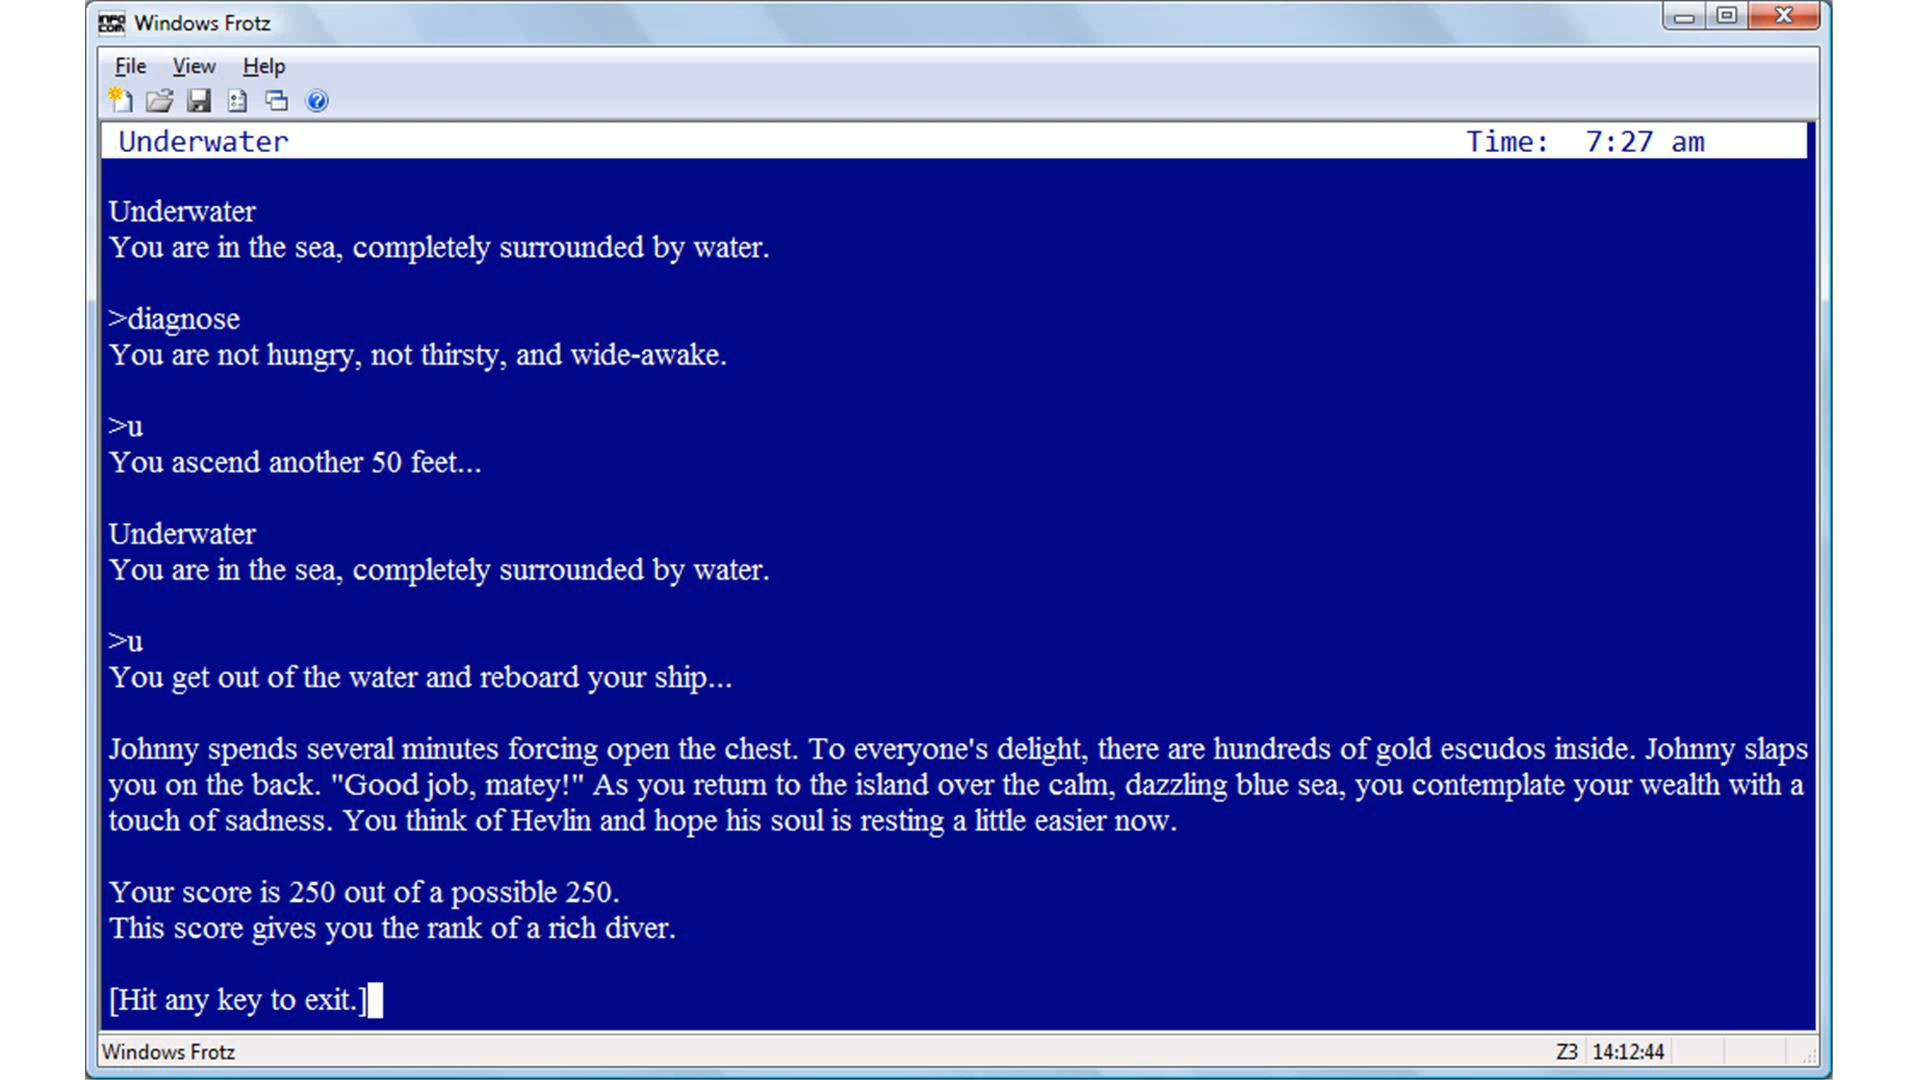 INFOCOM Windows Frotz
File View Help
Underwater Time: 7:27 am
Underwater
You are in the sea, completely surrounded by water.
>diagnose
You are not hungry, not thirsty, and wide-awake.
>u
You ascend another 50 feet...
Underwater
You are in the sea, completely surrounded by water.
>u
You get out of the water and reboard your ship...
Johnny spends several minutes forcing open the chest. To everyone's delight, there are hundreds of gold escudos inside. Johnny slaps
you on the back. "Good job, matey!" As you return to the island over the calm, dazzling blue sea, you contemplate your wealth with a
touch of sadness. You think of Hevlin and hope his soul is resting a little easier now.
Your score is 250 out of a possible 250.
This score gives you the rank of a rich diver.
[Hit any key to exit.]
Windows Frotz Z3 14:12:44